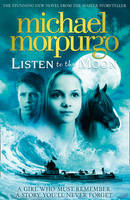 THE STUNNING NEW NOVEL FROM THE MASTER STORYTELLER
michael
morpurgo
LISTEN to the MOON
A GIRL WHO MUST REMEMBER
A STORY YOU'LL NEVER FORGET